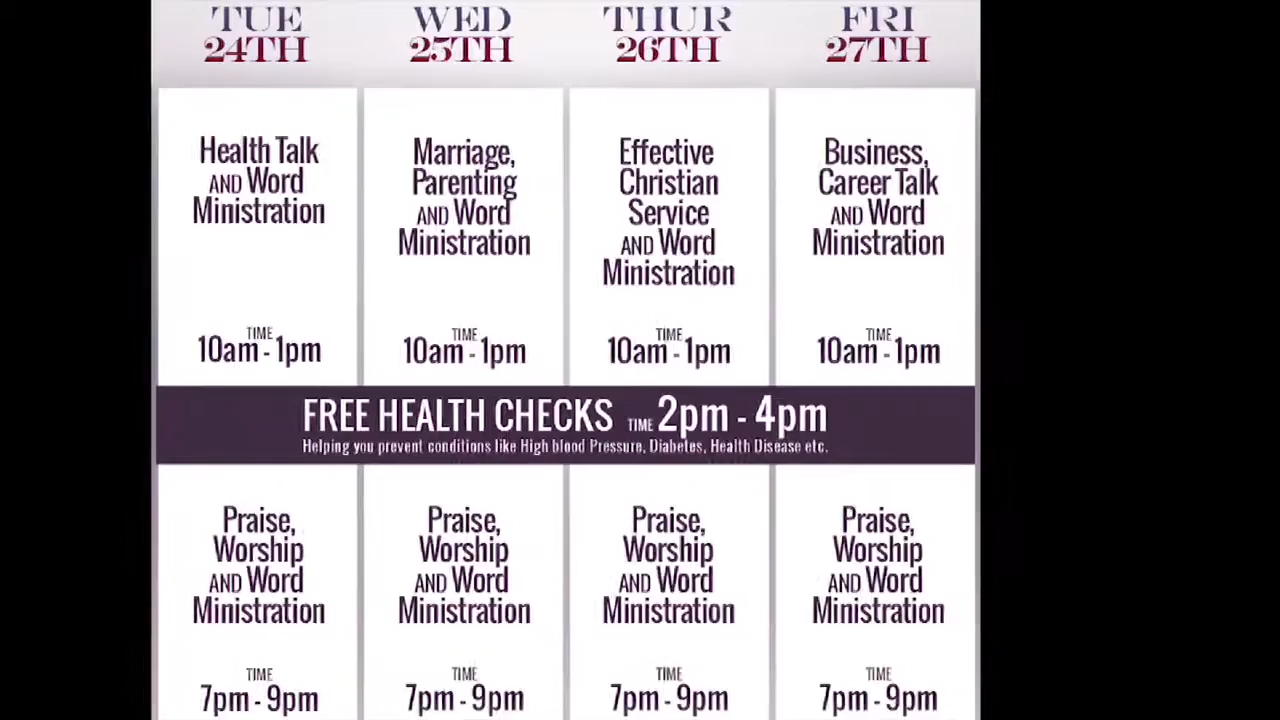 TUE
24TH
WED
25TH
THUR
26TH
FRI
27TH
Health Talk
AND Word
Ministration
TIME
10am - 1pm
Marriage,
Parenting
AND Word
Ministration
TIME
10am - 1pm
Effective
Christian
Service
AND Word
Ministration
TIME
10am - 1pm
Business,
Career Talk
AND Word
Ministration
TIME
10am - 1pm
FREE HEALTH CHECKS TIME 2pm - 4pm
Helping you prevent conditions like High blood Pressure, Diabetes, Health Disease etc.
Praise,
Worship
AND Word
Ministration
TIME
7pm - 9pm
Praise,
Worship
AND Word
Ministration
TIME
7pm - 9pm
Praise,
Worship
AND Word
Ministration
TIME
7pm - 9pm
Praise,
Worship
AND Word
Ministration
TIME
7pm - 9pm